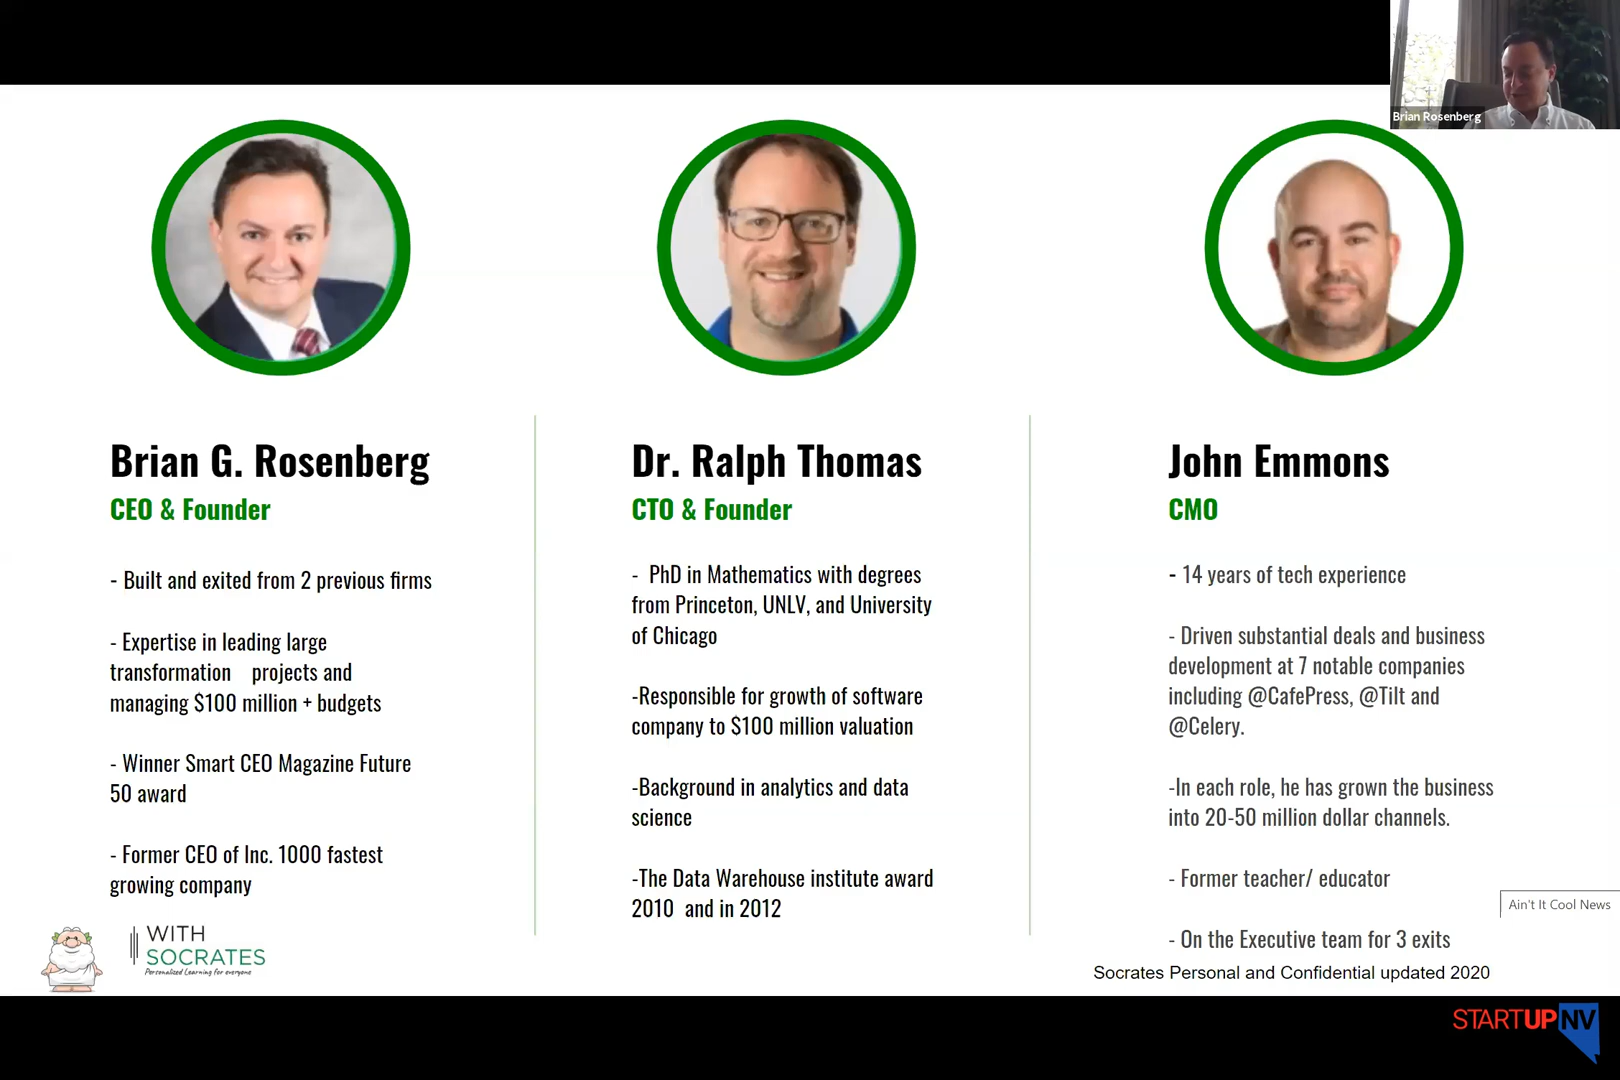 Brian Rosenberg
Brian G. Rosenberg
CEO & Founder
- Built and exited from 2 previous firms
- Expertise in leading large
transformation projects and
managing $100 million + budgets
- Winner Smart CEO Magazine Future
50 award
- Former CEO of Inc. 1000 fastest
growing company
Dr. Ralph Thomas
CTO & Founder
- PhD in Mathematics with degrees
from Princeton, UNLV, and University
of Chicago
-Responsible for growth of software
company to $100 million valuation
-Background in analytics and data
science
-The Data Warehouse institute award
2010 and in 2012
John Emmons
CMO
- 14 years of tech experience
- Driven substantial deals and business
development at 7 notable companies
including @CafePress, @Tilt and
@Celery.
-In each role, he has grown the business
into 20-50 million dollar channels.
- Former teacher/ educator
- On the Executive team for 3 exits
Ain't It Cool News
WITH
SOCRATES
Personalized Learning for everyone
Socrates Personal and Confidential updated 2020
STARTUPNV